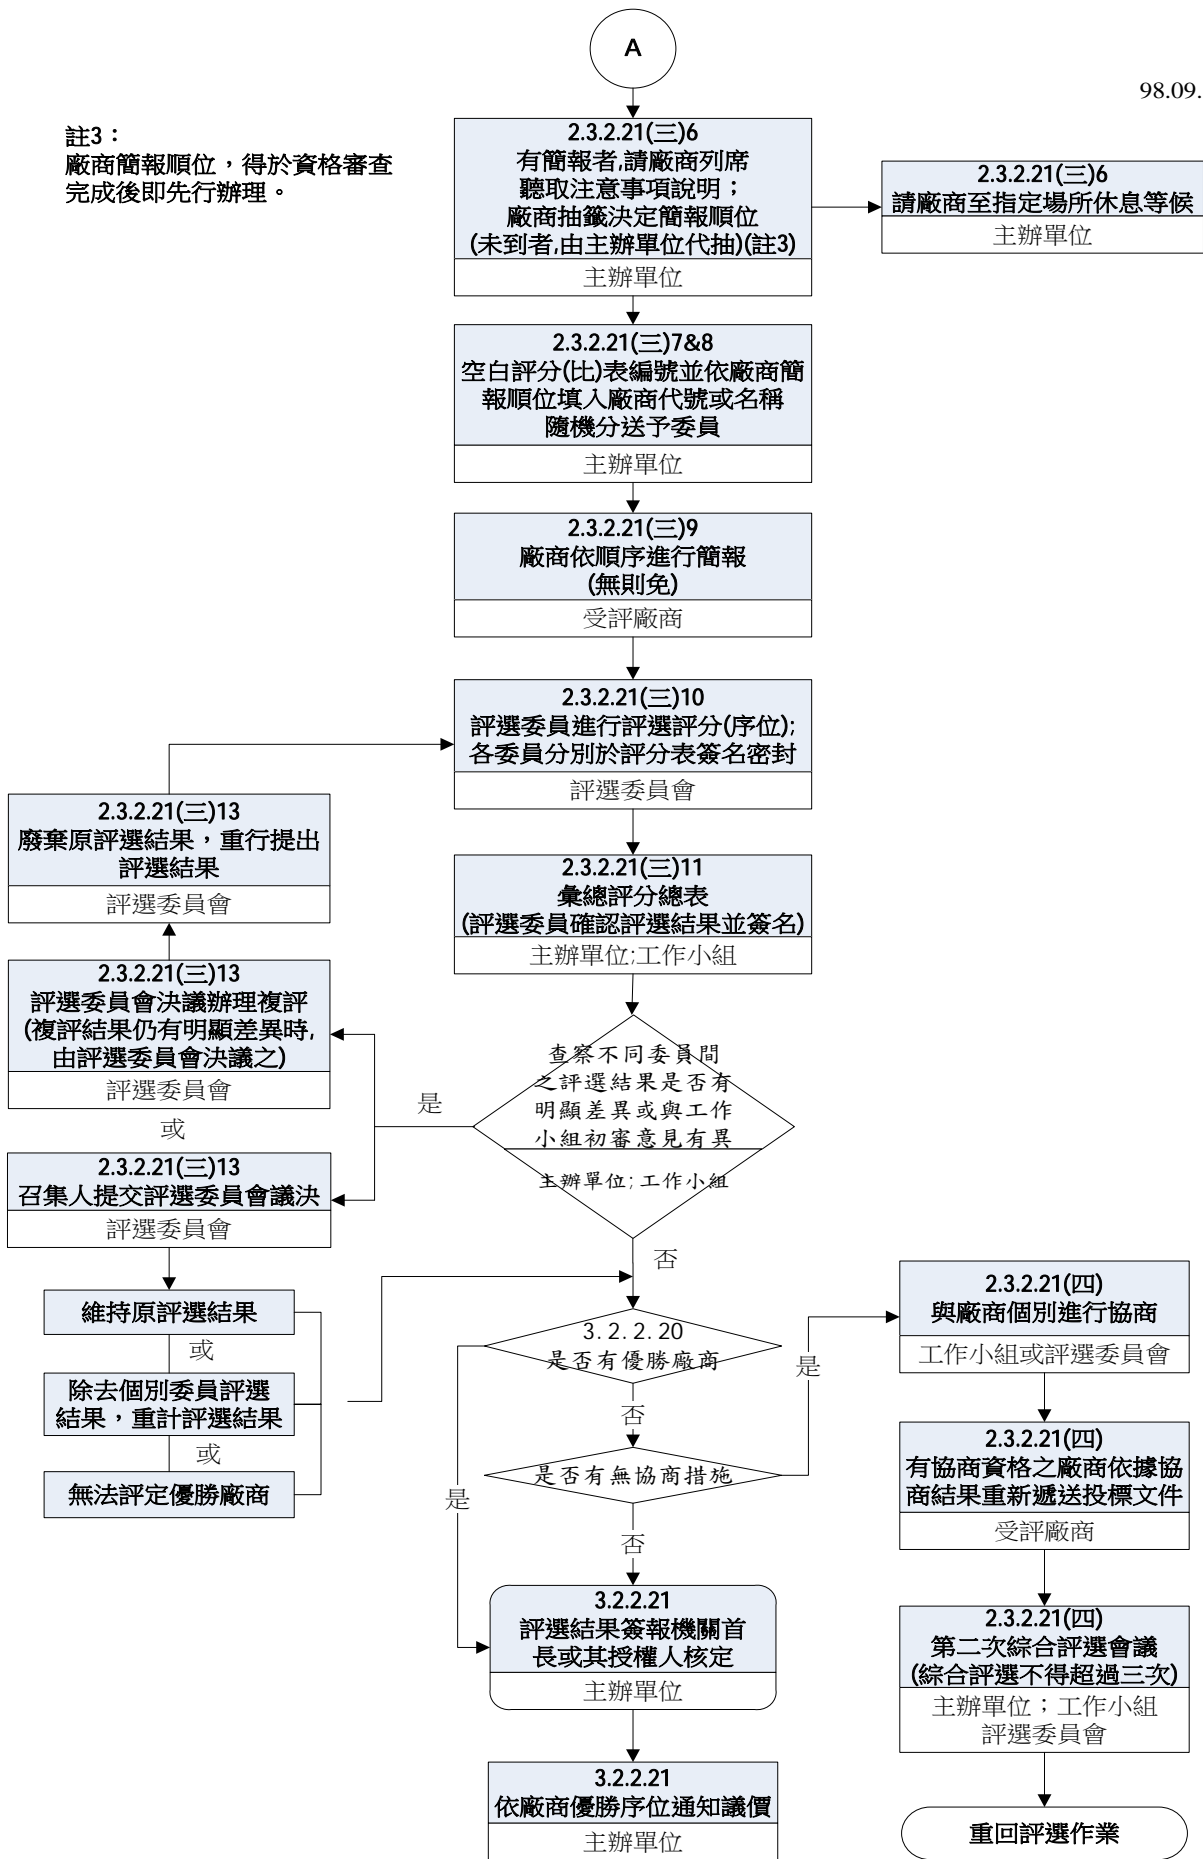 A
98.09.
註3：
廠商簡報順位，得於資格審查
完成後即先行辦理。
2.3.2.21(三)6
有簡報者,請廠商列席
聽取注意事項說明；
廠商抽籤決定簡報順位
(未到者,由主辦單位代抽)(註3)
主辦單位
2.3.2.21(三)6
請廠商至指定場所休息等候
主辦單位
2.3.2.21(三)7&8
空白評分(比)表編號並依廠商簡
報順位填入廠商代號或名稱
隨機分送予委員
主辦單位
2.3.2.21(三)9
廠商依順序進行簡報
(無則免)
受評廠商
2.3.2.21(三)10
評選委員進行評選評分(序位);
各委員分別於評分表簽名密封
評選委員會
2.3.2.21(三)13
廢棄原評選結果，重行提出
評選結果
評選委員會
2.3.2.21(三)11
彙總評分總表
(評選委員確認評選結果並簽名)
主辦單位;工作小組
2.3.2.21(三)13
評選委員會決議辦理複評
(複評結果仍有明顯差異時,
由評選委員會決議之)
評選委員會
或
是
查察不同委員間
之評選結果是否有
明顯差異或與工作
小組初審意見有異
主辦單位;工作小組
2.3.2.21(三)13
召集人提交評選委員會議決
評選委員會
否
維持原評選結果
或
除去個別委員評選
結果，重計評選結果
或
無法評定優勝廠商
3.2.2.20
是否有優勝廠商
否
是
是否有無協商措施
是
否
2.3.2.21(四)
與廠商個別進行協商
工作小組或評選委員會
2.3.2.21(四)
有協商資格之廠商依據協
商結果重新遞送投標文件
受評廠商
3.2.2.21
評選結果簽報機關首
長或其授權人核定
主辦單位
2.3.2.21(四)
第二次綜合評選會議
(綜合評選不得超過三次)
主辦單位；工作小組
評選委員會
3.2.2.21
依廠商優勝序位通知議價
主辦單位
重回評選作業